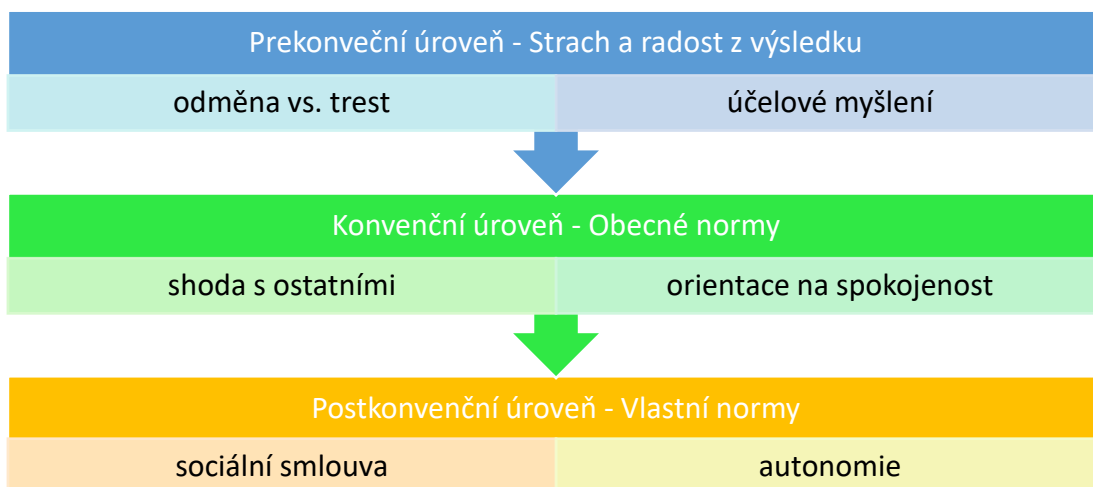 Prekoveční úroveň - Strach a radost z výsledku
odměna vs. trest
účelové myšlení
Konvenční úroveň - Obecné normy
shoda s ostatními
orientace na spokojenost
Postkonvenční úroveň - Vlastní normy
sociální smlouva
autonomie